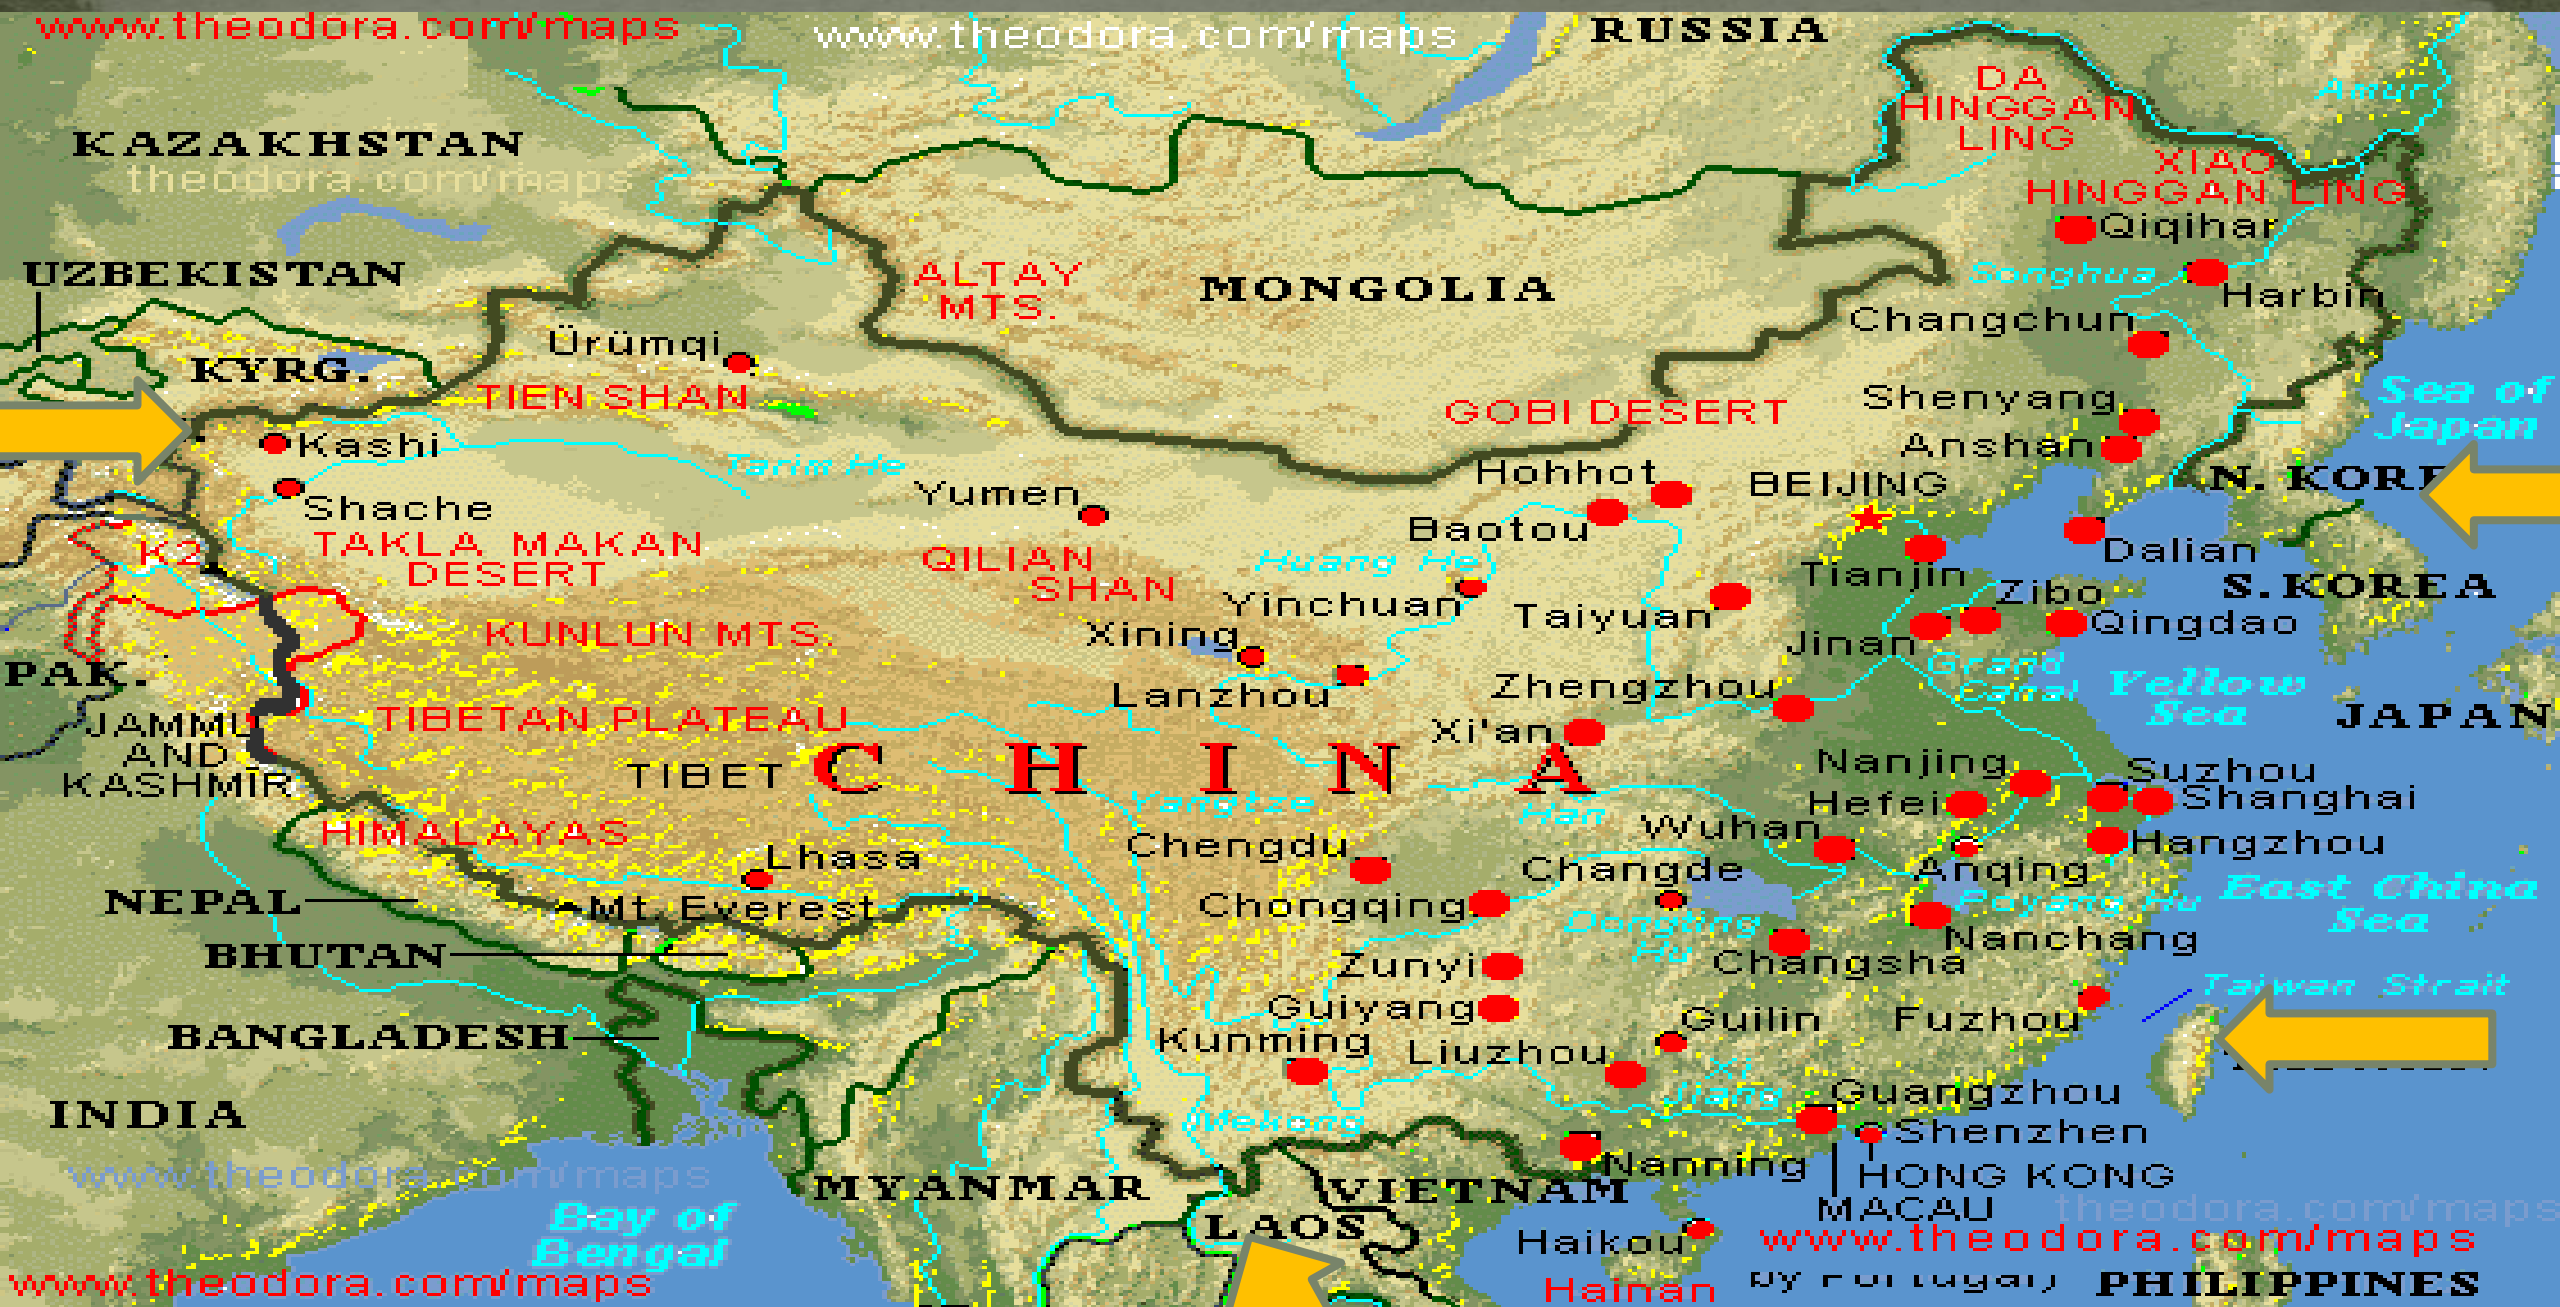 www.theodora.com/maps
www.theodora.com/maps
RUSSIA
DA
HINGGAN
LING
Amur
KAZAKHSTAN
theodora.com/maps
XIAO
HINGGAN LING
Qiqihar
UZBEKISTAN
ALTAY
MTS.
MONGOLIA
Songhua
Harbin
Changchun
Ürümqi
KYRG.
TIEN SHAN
GOBI DESERT
Shenyang
Sea of
Japan
Kashi
Anshan
Tarim He
Hohhot
BEIJING
N. KORE
Yumen
Shache
Baotou
K2
TAKLA MAKAN
DESERT
QILIAN
SHAN
Huang He
Dalian
Tianjin
S.KOREA
Yinchuan
Taiyuan
Zibo
Qingdao
KUNLUN MTS.
Xining
Jinan
PAK.
Lanzhou
Zhengzhou
Grand
Canal
Yellow
Sea
JAPAN
JAMMU
AND
KASHMIR
TIBETAN PLATEAU
Xi'an
TIBET
CHINA
Nanjing
Suzhou
Yangtze
Han
Hefei
Shanghai
HIMALAYAS
Chengdu
Wuhan
Hangzhou
Lhasa
Changde
Anqing
NEPAL
Mt. Everest
Chongqing
Dongting
Hu
Poyang Hu
East China
Sea
BHUTAN
Zunyi
Changsha
Nanchang
Taiwan Strait
BANGLADESH
Guiyang
Guilin
Fuzhou
Kunming
Liuzhou
INDIA
Mekong
Xi
Jiang
Guangzhou
Shenzhen
www.theodora.com/maps
MYANMAR
VIETNAM
Nanning
HONG KONG
MACAU
theodora.com/maps
Bay of
Bengal
LAOS
Haikou
www.theodora.com/maps
www.theodora.com/maps
Hainan
PHILIPPINES